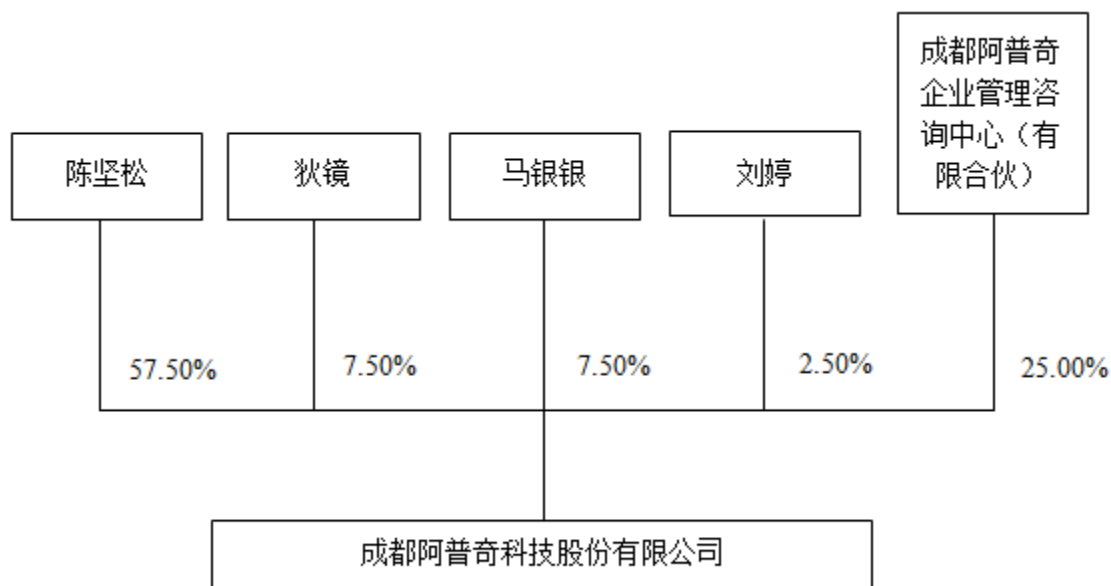 陈坚松
狄镜
马银银
刘婷
成都阿普奇
企业管理咨
询中心（有
限合伙）
57.50%
7.50%
7.50%
2.50%
25.00%
成都阿普奇科技股份有限公司